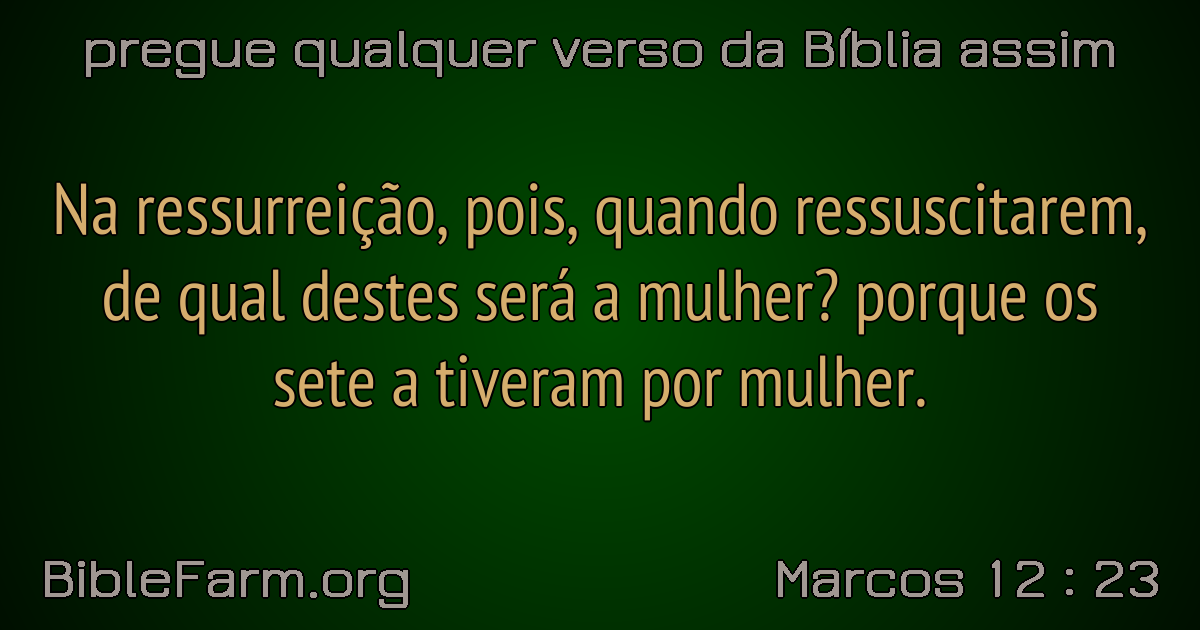 pregue qualquer verso da Bíblia assim
Na ressurreição, pois, quando ressuscitarem,
de qual destes será a mulher? porque os
sete a tiveram por mulher.
BibleFarm.org
Marcos 12 : 23